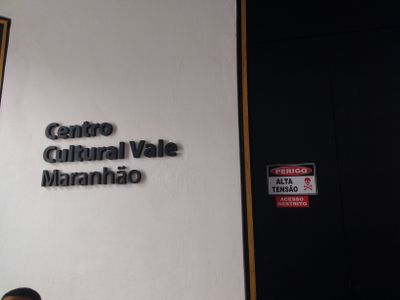 Centro
Cultural Vale
Maranhão
PERIGO
ALTA
TENSÃO
ACESSO
RESTRITO